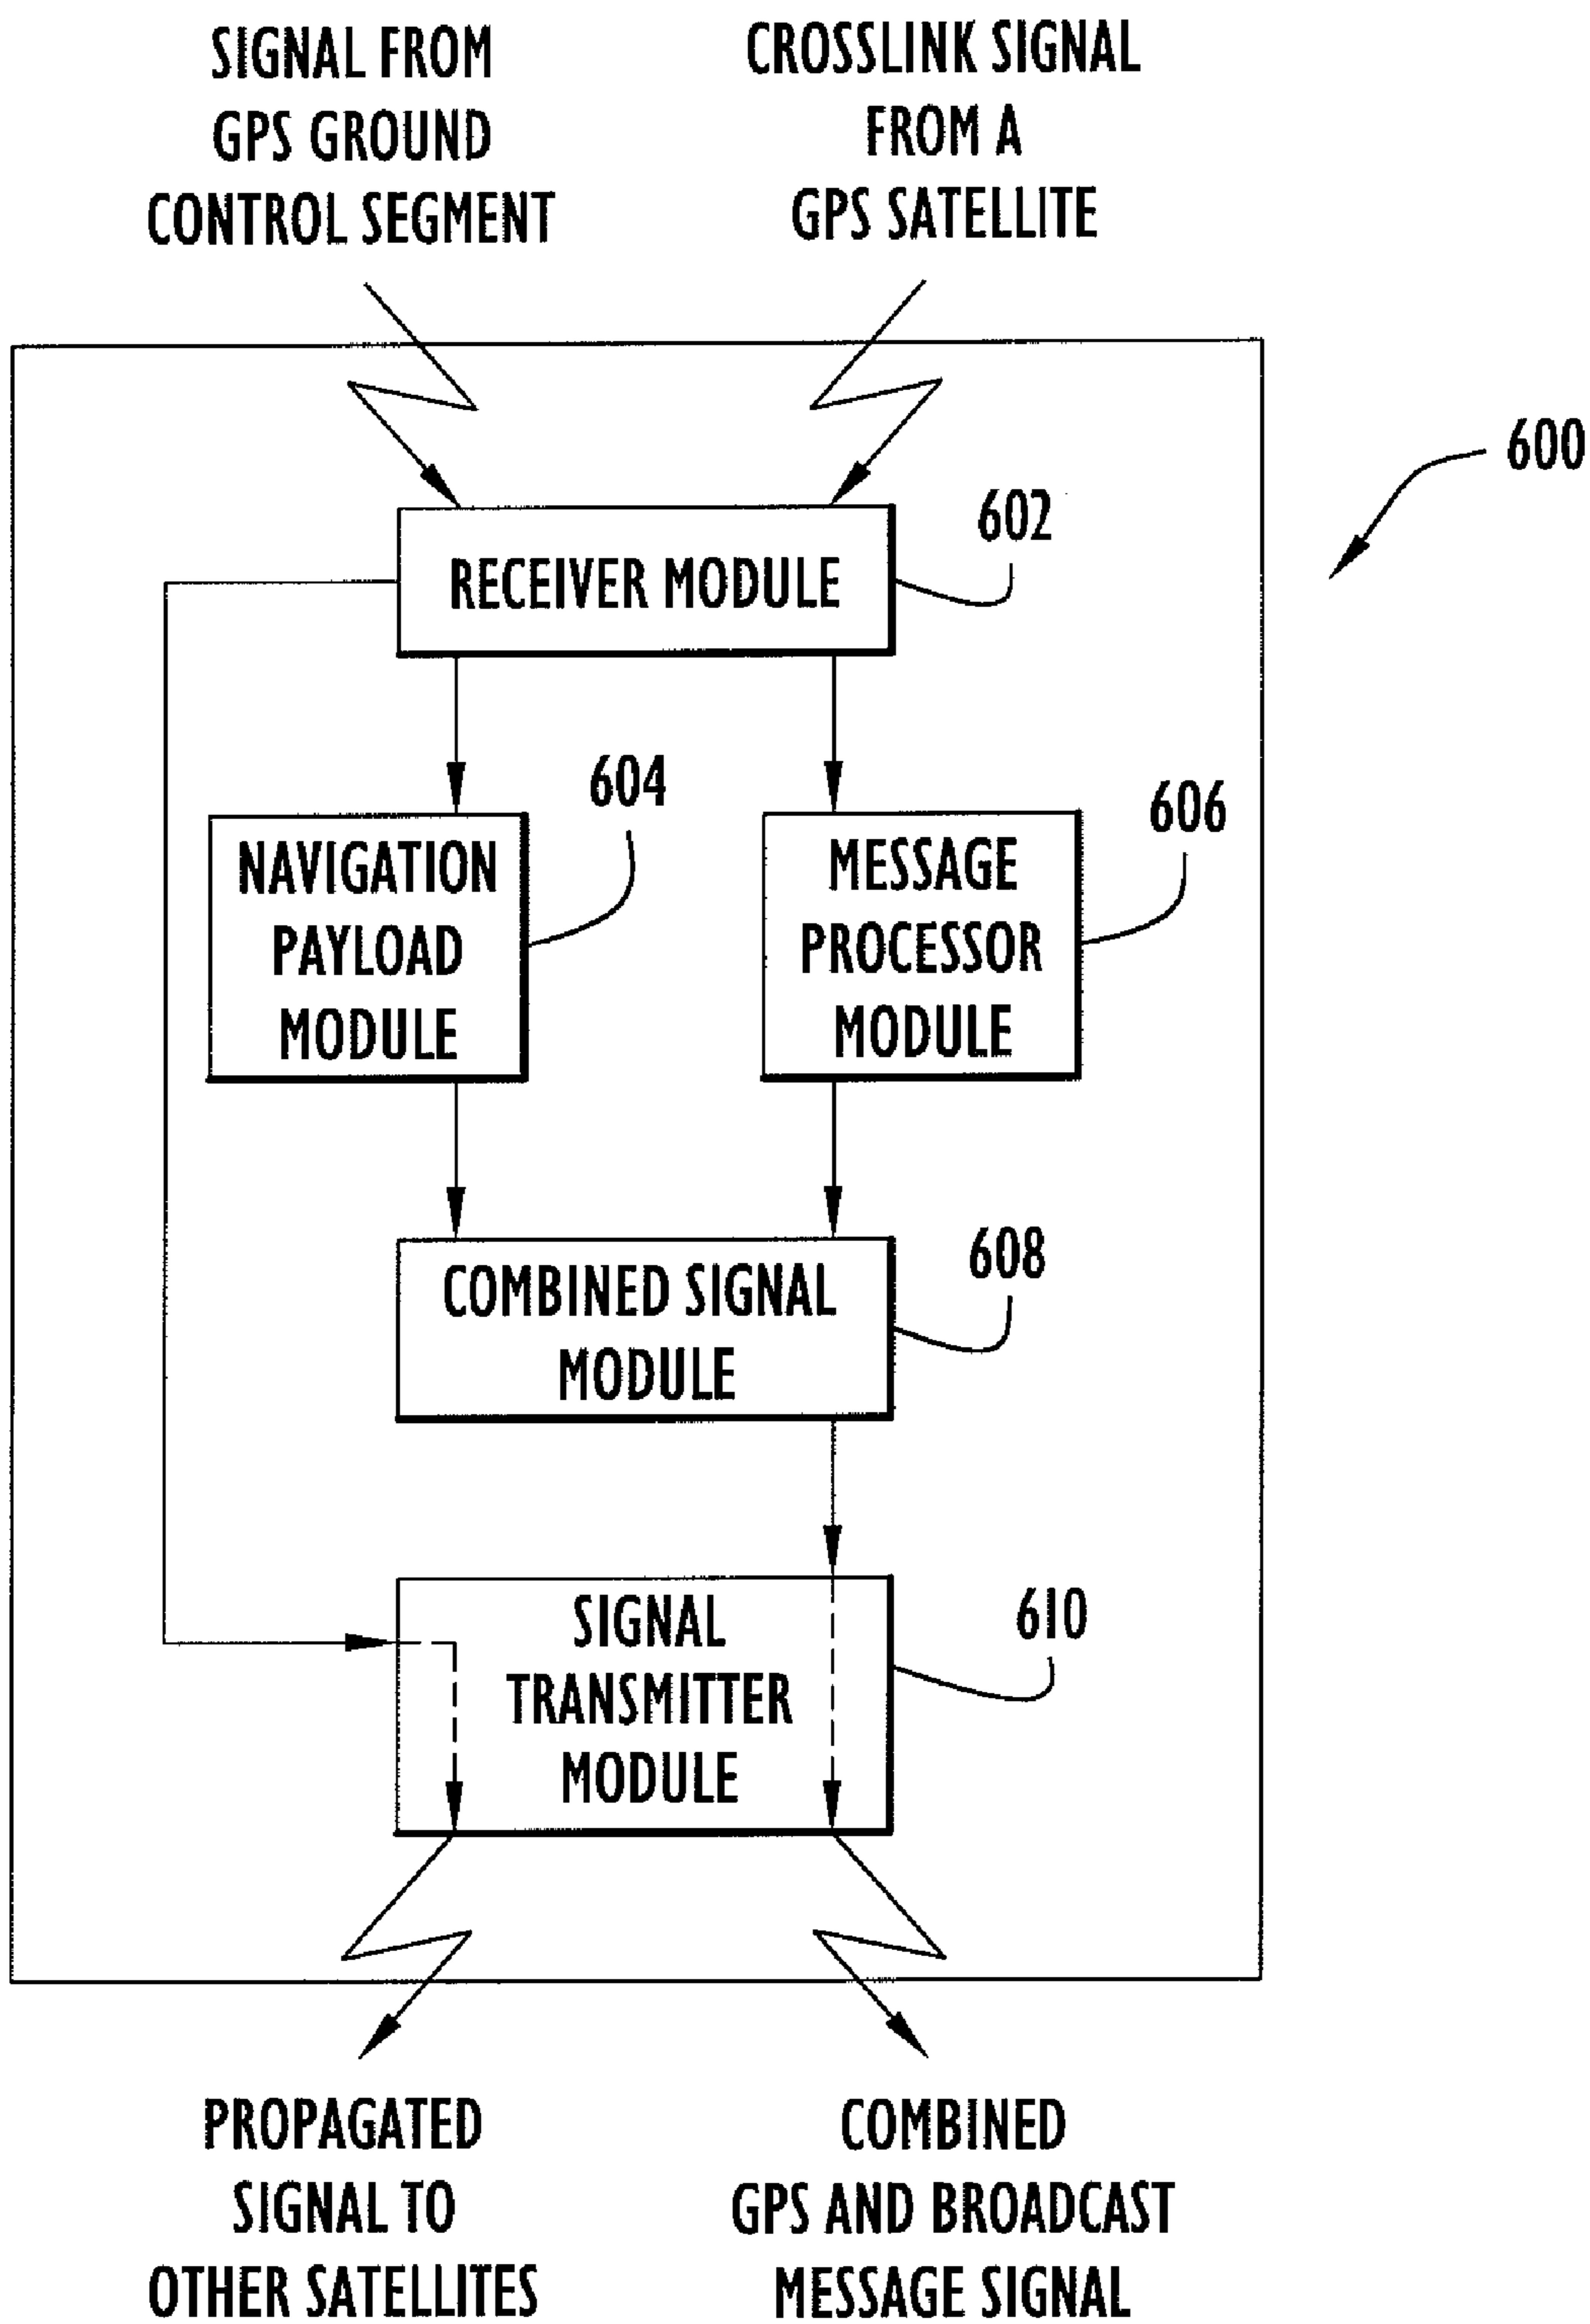 SIGNAL FROM
GPS GROUND
CONTROL SEGMENT
CROSSLINK SIGNAL
FROM A
GPS SATELLITE
600
602
RECEIVER MODULE
604
606
NAVIGATION
PAYLOAD
MODULE
MESSAGE
PROCESSOR
MODULE
608
COMBINED SIGNAL
MODULE
610
SIGNAL
TRANSMITTER
MODULE
PROPAGATED
SIGNAL TO
OTHER SATELLITES
COMBINED
GPS AND BROADCAST
MESSAGE SIGNAL